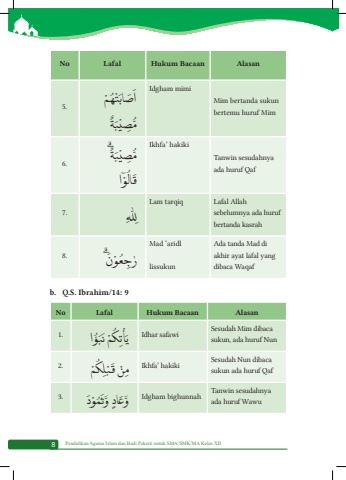 No Lafal Hukum Bacaan Alasan
5. أَصَابَتْهُمْ مُّصِيْبَةٌ Idgham mimi Mim bertanda sukun bertemu huruf Mim
6. مُّصِيْبَةٌ ۙ قَالُوْٓا Ikhfa’ hakiki Tanwin sesudahnya ada huruf Qaf
7. لِلّٰهِ Lam tarqiq Lafal Allah sebelumnya ada huruf bertanda kasrah
8. رٰجِعُوْنَۗ Mad ’aridl lissukun Ada tanda Mad di akhir ayat lafal yang dibaca Waqaf
b. Q.S. Ibrahim/14: 9
No Lafal Hukum Bacaan Alasan
1. يَأْتِكُمْ نَبَؤُا Idhar safawi Sesudah Mim dibaca sukun, ada huruf Nun
2. مِنْ قَبْلِكُمْ Ikhfa’ hakiki Sesudah Nun dibaca sukun ada huruf Qaf
3. وَّعَادٍ وَّثَمُوْدَ Idgham bighunnah Tanwin sesudahnya ada huruf Wawu
8 Pendidikan Agama Islam dan Budi Pekerti untuk SMA/SMK/MA Kelas XII